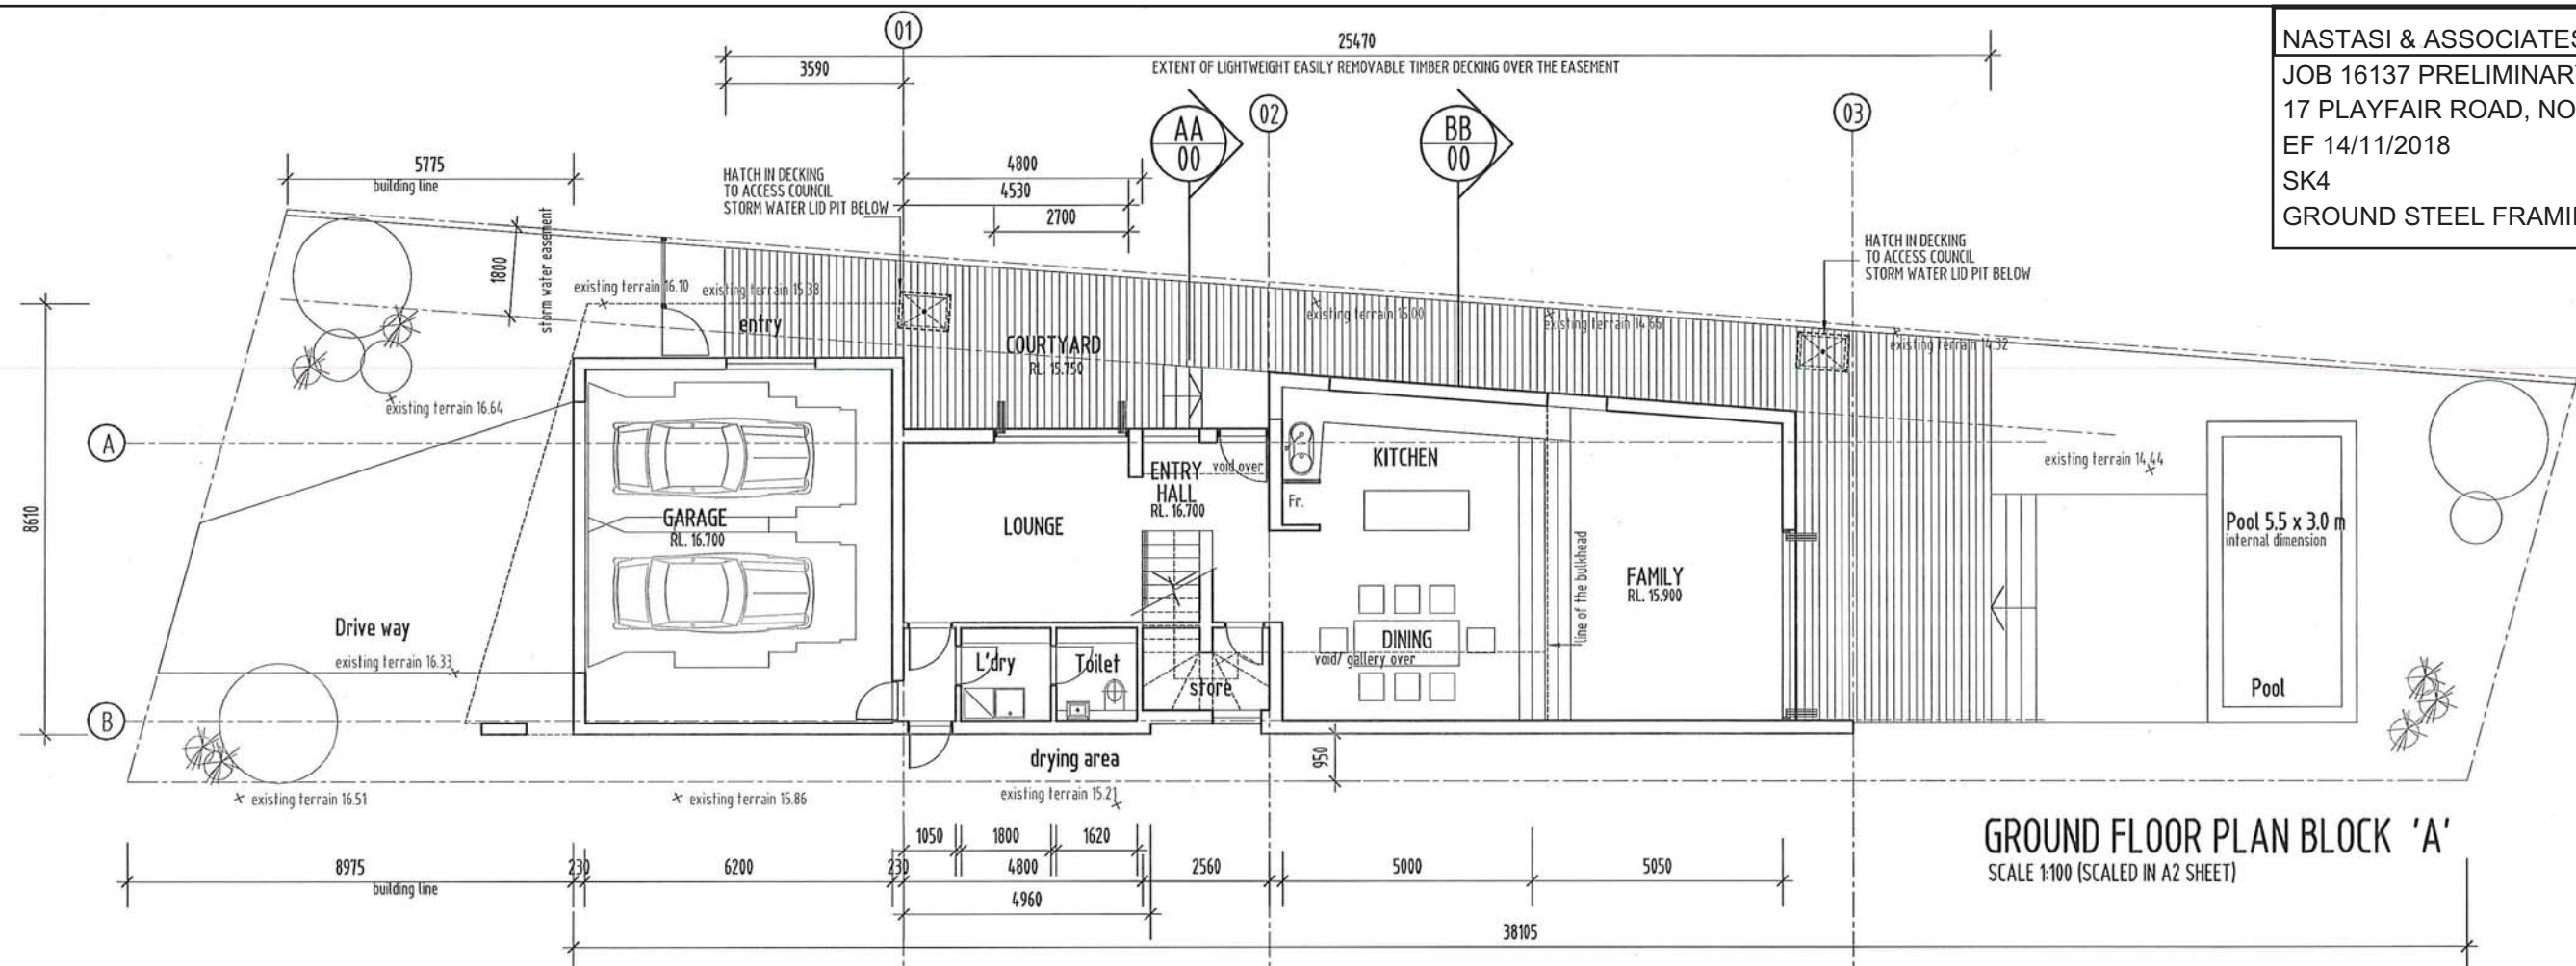 NASTASI & ASSOCIATES
JOB 16137 PRELIMINAR
17 PLAYFAIR ROAD, NO
EF 14/11/2018
SK4
GROUND STEEL FRAMI
01
25470
3590
EXTENT OF LIGHTWEIGHT EASILY REMOVABLE TIMBER DECKING OVER THE EASEMENT
AA
00
02
BB
00
03
5775
building line
HATCH IN DECKING
TO ACCESS COUNCIL
STORM WATER LID PIT BELOW
4800
4530
2700
1800
storm water easement
HATCH IN DECKING
TO ACCESS COUNCIL
STORM WATER LID PIT BELOW
existing terrain 16.10
existing terrain 15.38
entry
existing terrain 15.00
existing terrain 14.66
existing terrain 14.32
COURTYARD
RL. 15.750
existing terrain 16.64
A
8610
GARAGE
RL. 16.700
LOUNGE
ENTRY
HALL
RL. 16.700
void over
KITCHEN
Fr.
existing terrain 14.44
Pool 5.5 x 3.0 m
internal dimension
line of the bulkhead
FAMILY
RL. 15.900
Drive way
existing terrain 16.33
L'dry
Toilet
store
DINING
void/ gallery over
Pool
B
drying area
950
existing terrain 16.51
existing terrain 15.86
existing terrain 15.21
GROUND FLOOR PLAN BLOCK 'A'
SCALE 1:100 (SCALED IN A2 SHEET)
1050
1800
1620
8975
building line
230
6200
230
4800
2560
5000
5050
4960
38105